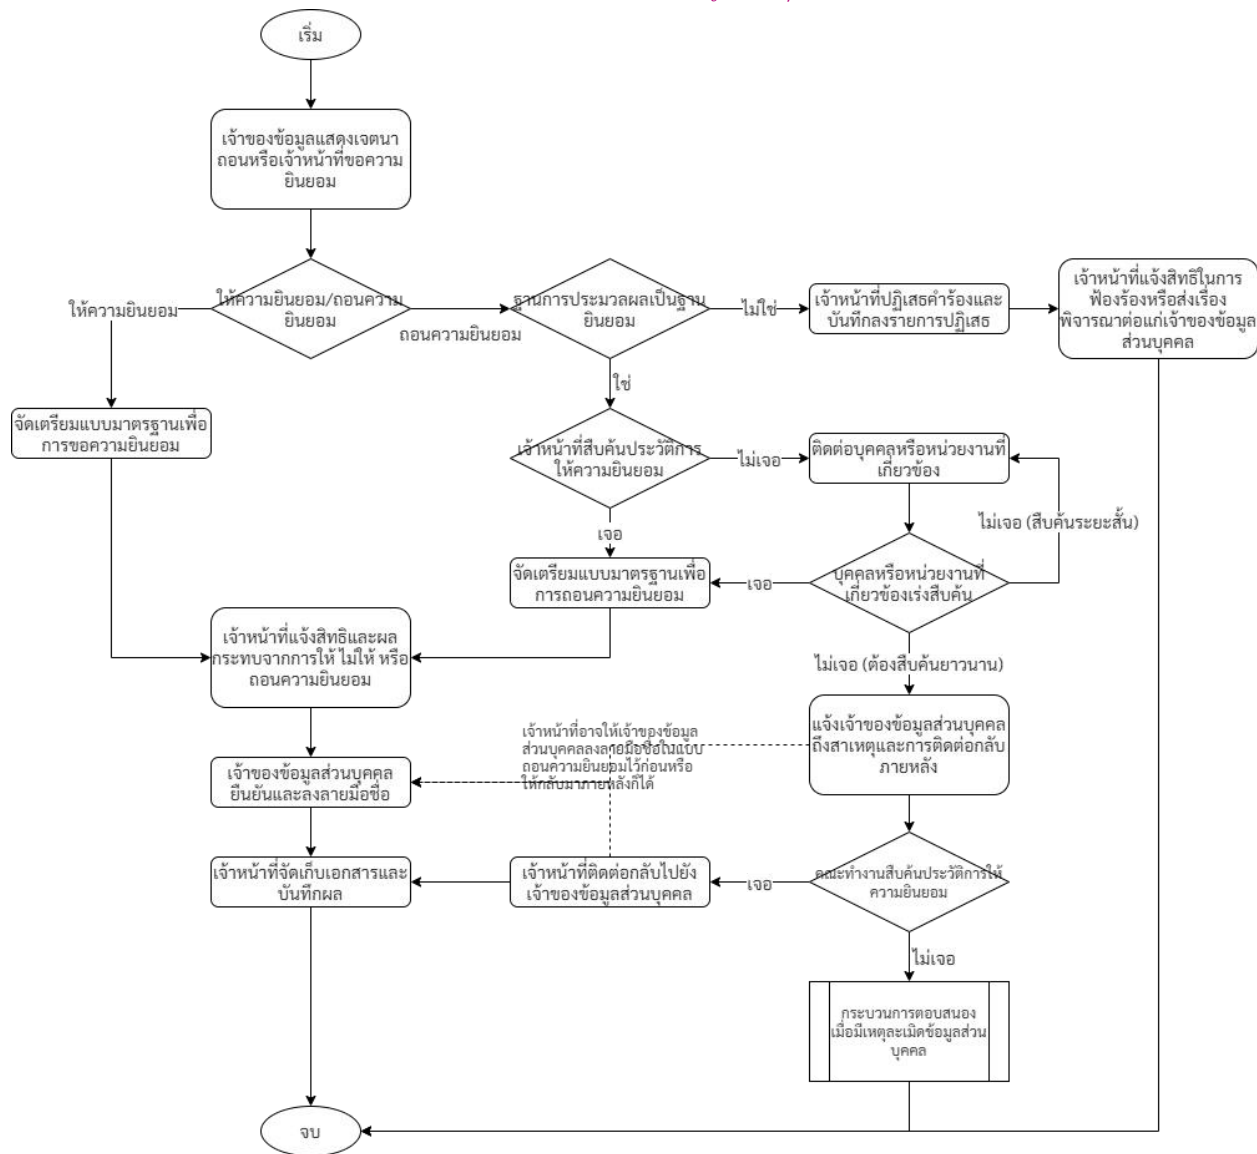 เริ่ม
เจ้าของข้อมูลแสดงเจตนา
ถอนหรือเจ้าหน้าที่ขอความ
ยินยอม
ให้ความยินยอม/ถอนความ
ยินยอม
ให้ความยินยอม
ถอนความยินยอม
ฐานการประมวลผลเป็นฐาน
ยินยอม
ไม่ใช่
เจ้าหน้าที่ปฏิเสธคำร้องและ
บันทึกลงรายการปฏิเสธ
เจ้าหน้าที่แจ้งสิทธิในการ
ฟ้องร้องหรือส่งเรื่อง
พิจารณาต่อแก่เจ้าของข้อมูล
ส่วนบุคคล
ใช่
จัดเตรียมแบบมาตรฐานเพื่อ
การขอความยินยอม
เจ้าหน้าที่สืบค้นประวัติการ
ให้ความยินยอม
ไม่เจอ
ติดต่อบุคคลหรือหน่วยงานที่
เกี่ยวข้อง
ไม่เจอ (สืบค้นระยะสั้น)
เจอ
จัดเตรียมแบบมาตรฐานเพื่อ
การถอนความยินยอม
เจอ
บุคคลหรือหน่วยงานที่
เกี่ยวข้องเร่งสืบค้น
เจ้าหน้าที่แจ้งสิทธิและผล
กระทบจากการให้ ไม่ให้ หรือ
ถอนความยินยอม
ไม่เจอ (ต้องสืบค้นยาวนาน)
แจ้งเจ้าของข้อมูลส่วนบุคคล
ถึงสาเหตุและการติดต่อกลับ
ภายหลัง
เจ้าหน้าที่อาจให้เจ้าของข้อมูล
ส่วนบุคคลลงลายมือชื่อในแบบ
ถอนความยินยอมไว้ก่อนหรือ
ให้กลับมาภายหลังก็ได้
เจ้าของข้อมูลส่วนบุคคล
ยืนยันและลงลายมือชื่อ
เจ้าหน้าที่จัดเก็บเอกสารและ
บันทึกผล
เจ้าหน้าที่ติดต่อกลับไปยัง
เจ้าของข้อมูลส่วนบุคคล
เจอ
คณะทำงานสืบค้นประวัติการให้
ความยินยอม
ไม่เจอ
กระบวนการตอบสนอง
เมื่อมีเหตุละเมิดข้อมูลส่วน
บุคคล
จบ